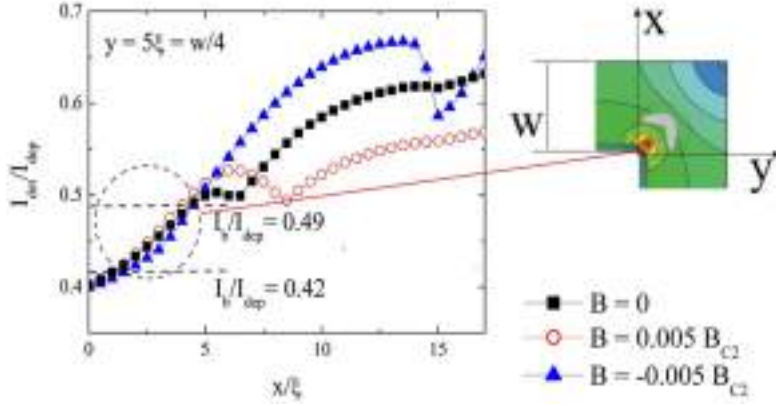 0.7
y = 5ξ = w/4
0.6
I_det/I_dep
0.5
I_b/I_dep = 0.49
0.4
I_b/I_dep = 0.42
0 5 10 15
x/ξ
X
W
y
B = 0
B = 0.005 B_C2
B = -0.005 B_C2